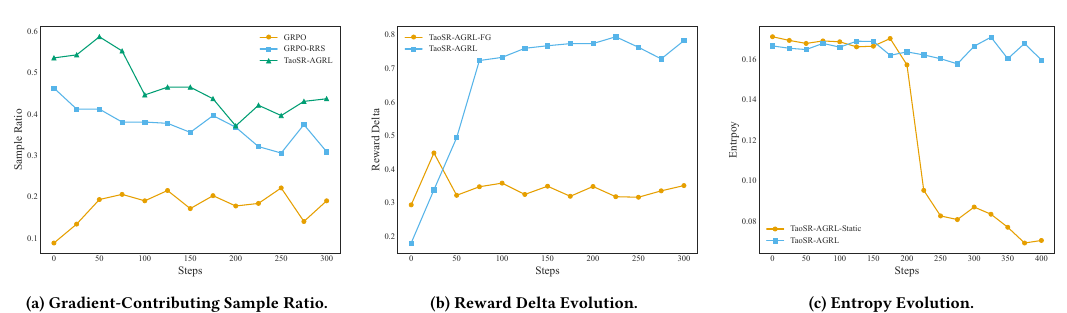 GRPO
GRPO-RRS
TaoSR-AGRL
0.6
0.5
0.4
0.3
0.2
0.1
Sample Ratio
0 50 100 150 200 250 300
Steps
(a) Gradient-Contributing Sample Ratio.
TaoSR-AGRL-FG
TaoSR-AGRL
0.8
0.7
0.6
0.5
0.4
0.3
0.2
Reward Delta
0 50 100 150 200 250 300
Steps
(b) Reward Delta Evolution.
0.16
0.14
0.12
0.10
0.08
Entrpoy
TaoSR-AGRL-Static
TaoSR-AGRL
0 50 100 150 200 250 300 350 400
Steps
(c) Entropy Evolution.